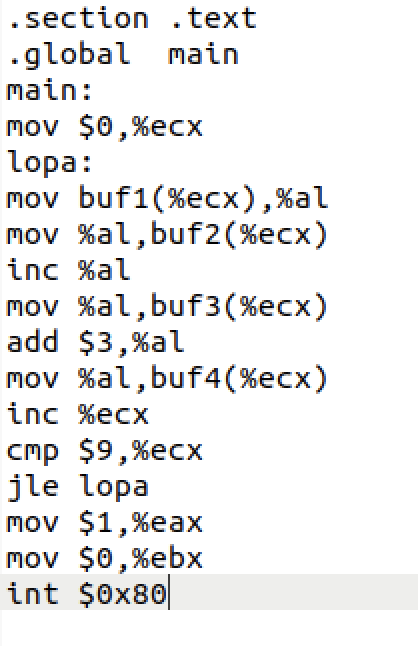 .section .text
.global  main
main:
mov $0,%ecx
lopa:
mov buf1(%ecx),%al
mov %al,buf2(%ecx)
inc %al
mov %al,buf3(%ecx)
add $3,%al
mov %al,buf4(%ecx)
inc %ecx
cmp $9,%ecx
jle lopa
mov $1,%eax
mov $0,%ebx
int $0x80